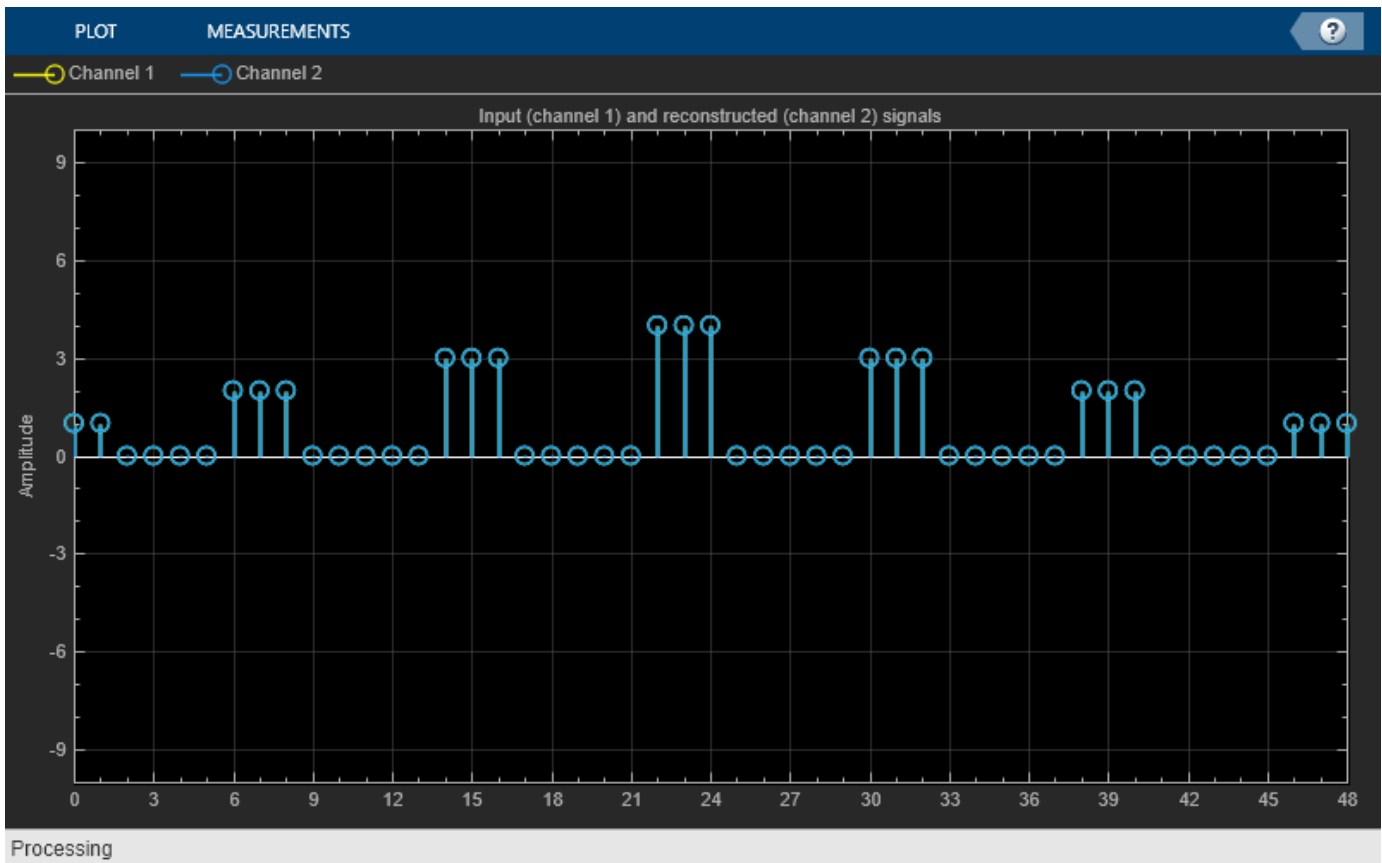 PLOT MEASUREMENTS ?
Channel 1 Channel 2
Input (channel 1) and reconstructed (channel 2) signals
9
6
3
0
-3
-6
-9
Amplitude
0 3 6 9 12 15 18 21 24 27 30 33 36 39 42 45 48
Processing